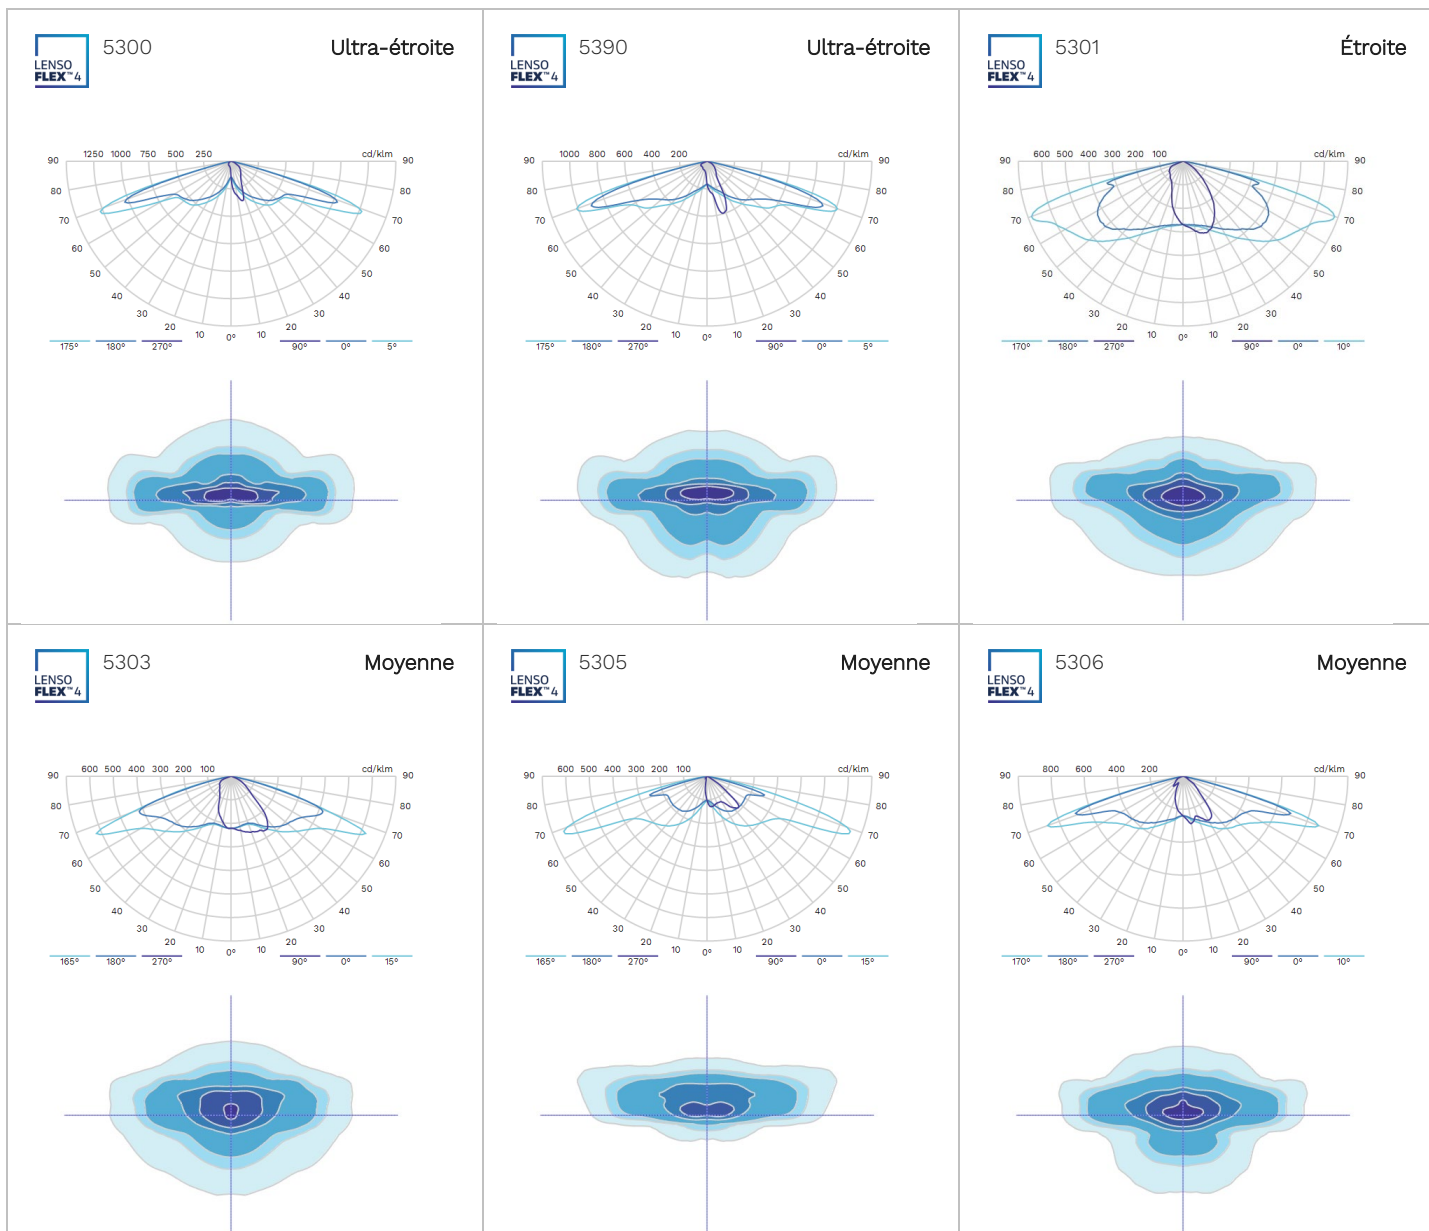 LENSO
FLEX™4
5300
Ultra-étroite
1250 1000 750 500 250 cd/klm
90 90
80 80
70 70
60 60
50 50
40 40
30 30
20 20
10 0° 10
175° 180° 270° 90° 0° 5°
LENSO
FLEX™4
5390
Ultra-étroite
1000 800 600 400 200 cd/klm
90 90
80 80
70 70
60 60
50 50
40 40
30 30
20 20
10 0° 10
175° 180° 270° 90° 0° 5°
LENSO
FLEX™4
5301
Étroite
600 500 400 300 200 100 cd/klm
90 90
80 80
70 70
60 60
50 50
40 40
30 30
20 20
10 0° 10
170° 180° 270° 90° 0° 10°
LENSO
FLEX™4
5303
Moyenne
600 500 400 300 200 100 cd/klm
90 90
80 80
70 70
60 60
50 50
40 40
30 30
20 20
10 0° 10
165° 180° 270° 90° 0° 15°
LENSO
FLEX™4
5305
Moyenne
600 500 400 300 200 100 cd/klm
90 90
80 80
70 70
60 60
50 50
40 40
30 30
20 20
10 0° 10
165° 180° 270° 90° 0° 15°
LENSO
FLEX™4
5306
Moyenne
800 600 400 200 cd/klm
90 90
80 80
70 70
60 60
50 50
40 40
30 30
20 20
10 0° 10
170° 180° 270° 90° 0° 10°